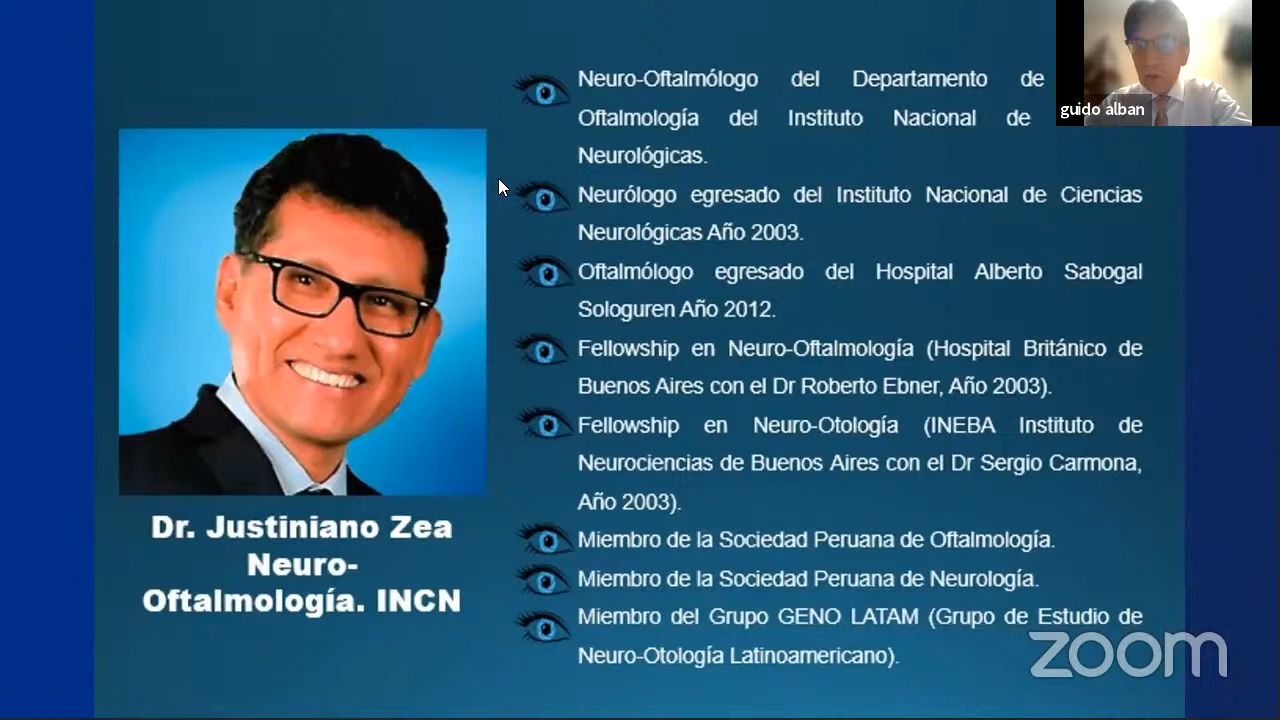 Neuro-Oftalmólogo del Departamento de
Oftalmología del Instituto Nacional de
Neurológicas.
Neurólogo egresado del Instituto Nacional de Ciencias
Neurológicas Año 2003.
Oftalmólogo egresado del Hospital Alberto Sabogal
Sologuren Año 2012.
Fellowship en Neuro-Oftalmología (Hospital Británico de
Buenos Aires con el Dr Roberto Ebner, Año 2003).
Fellowship en Neuro-Otología (INEBA Instituto de
Neurociencias de Buenos Aires con el Dr Sergio Carmona,
Año 2003).
Miembro de la Sociedad Peruana de Oftalmología.
Miembro de la Sociedad Peruana de Neurología.
Miembro del Grupo GENO LATAM (Grupo de Estudio de
Neuro-Otología Latinoamericano).
Dr. Justiniano Zea
Neuro-
Oftalmología. INCN
guido alban
zoom